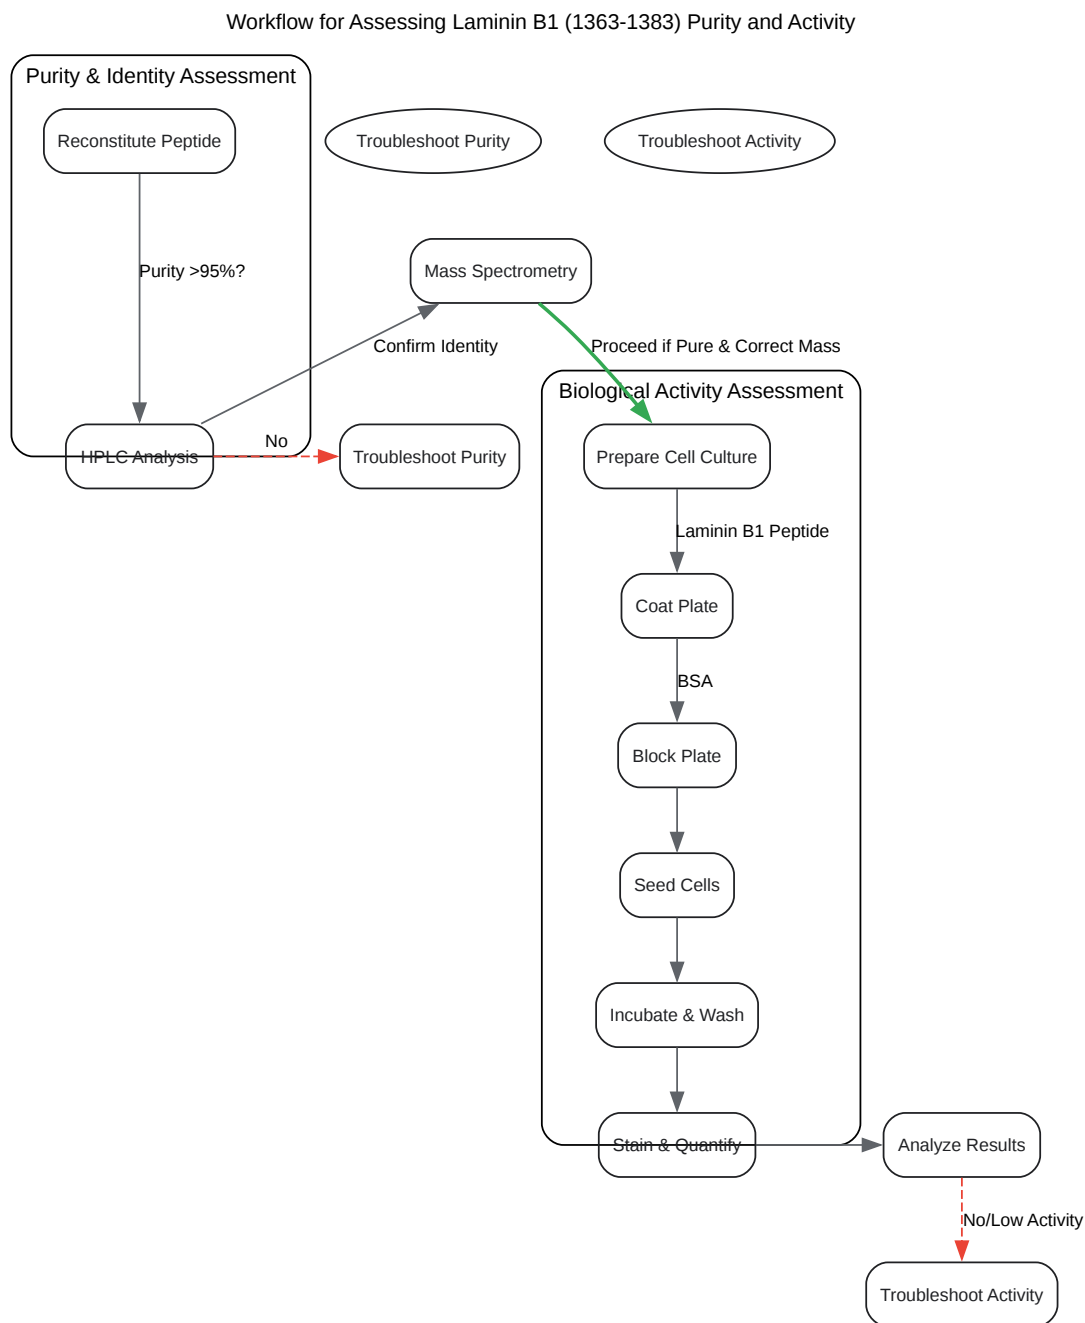 Workflow for Assessing Laminin B1 (1363-1383) Purity and Activity
Purity & Identity Assessment
Reconstitute Peptide
Troubleshoot Purity
Troubleshoot Activity
Purity >95%?
Mass Spectrometry
Confirm Identity
Proceed if Pure & Correct Mass
Biological Activity Assessment
HPLC Analysis
No
Troubleshoot Purity
Prepare Cell Culture
Laminin B1 Peptide
Coat Plate
BSA
Block Plate
Seed Cells
Incubate & Wash
Stain & Quantify
Analyze Results
No/Low Activity
Troubleshoot Activity